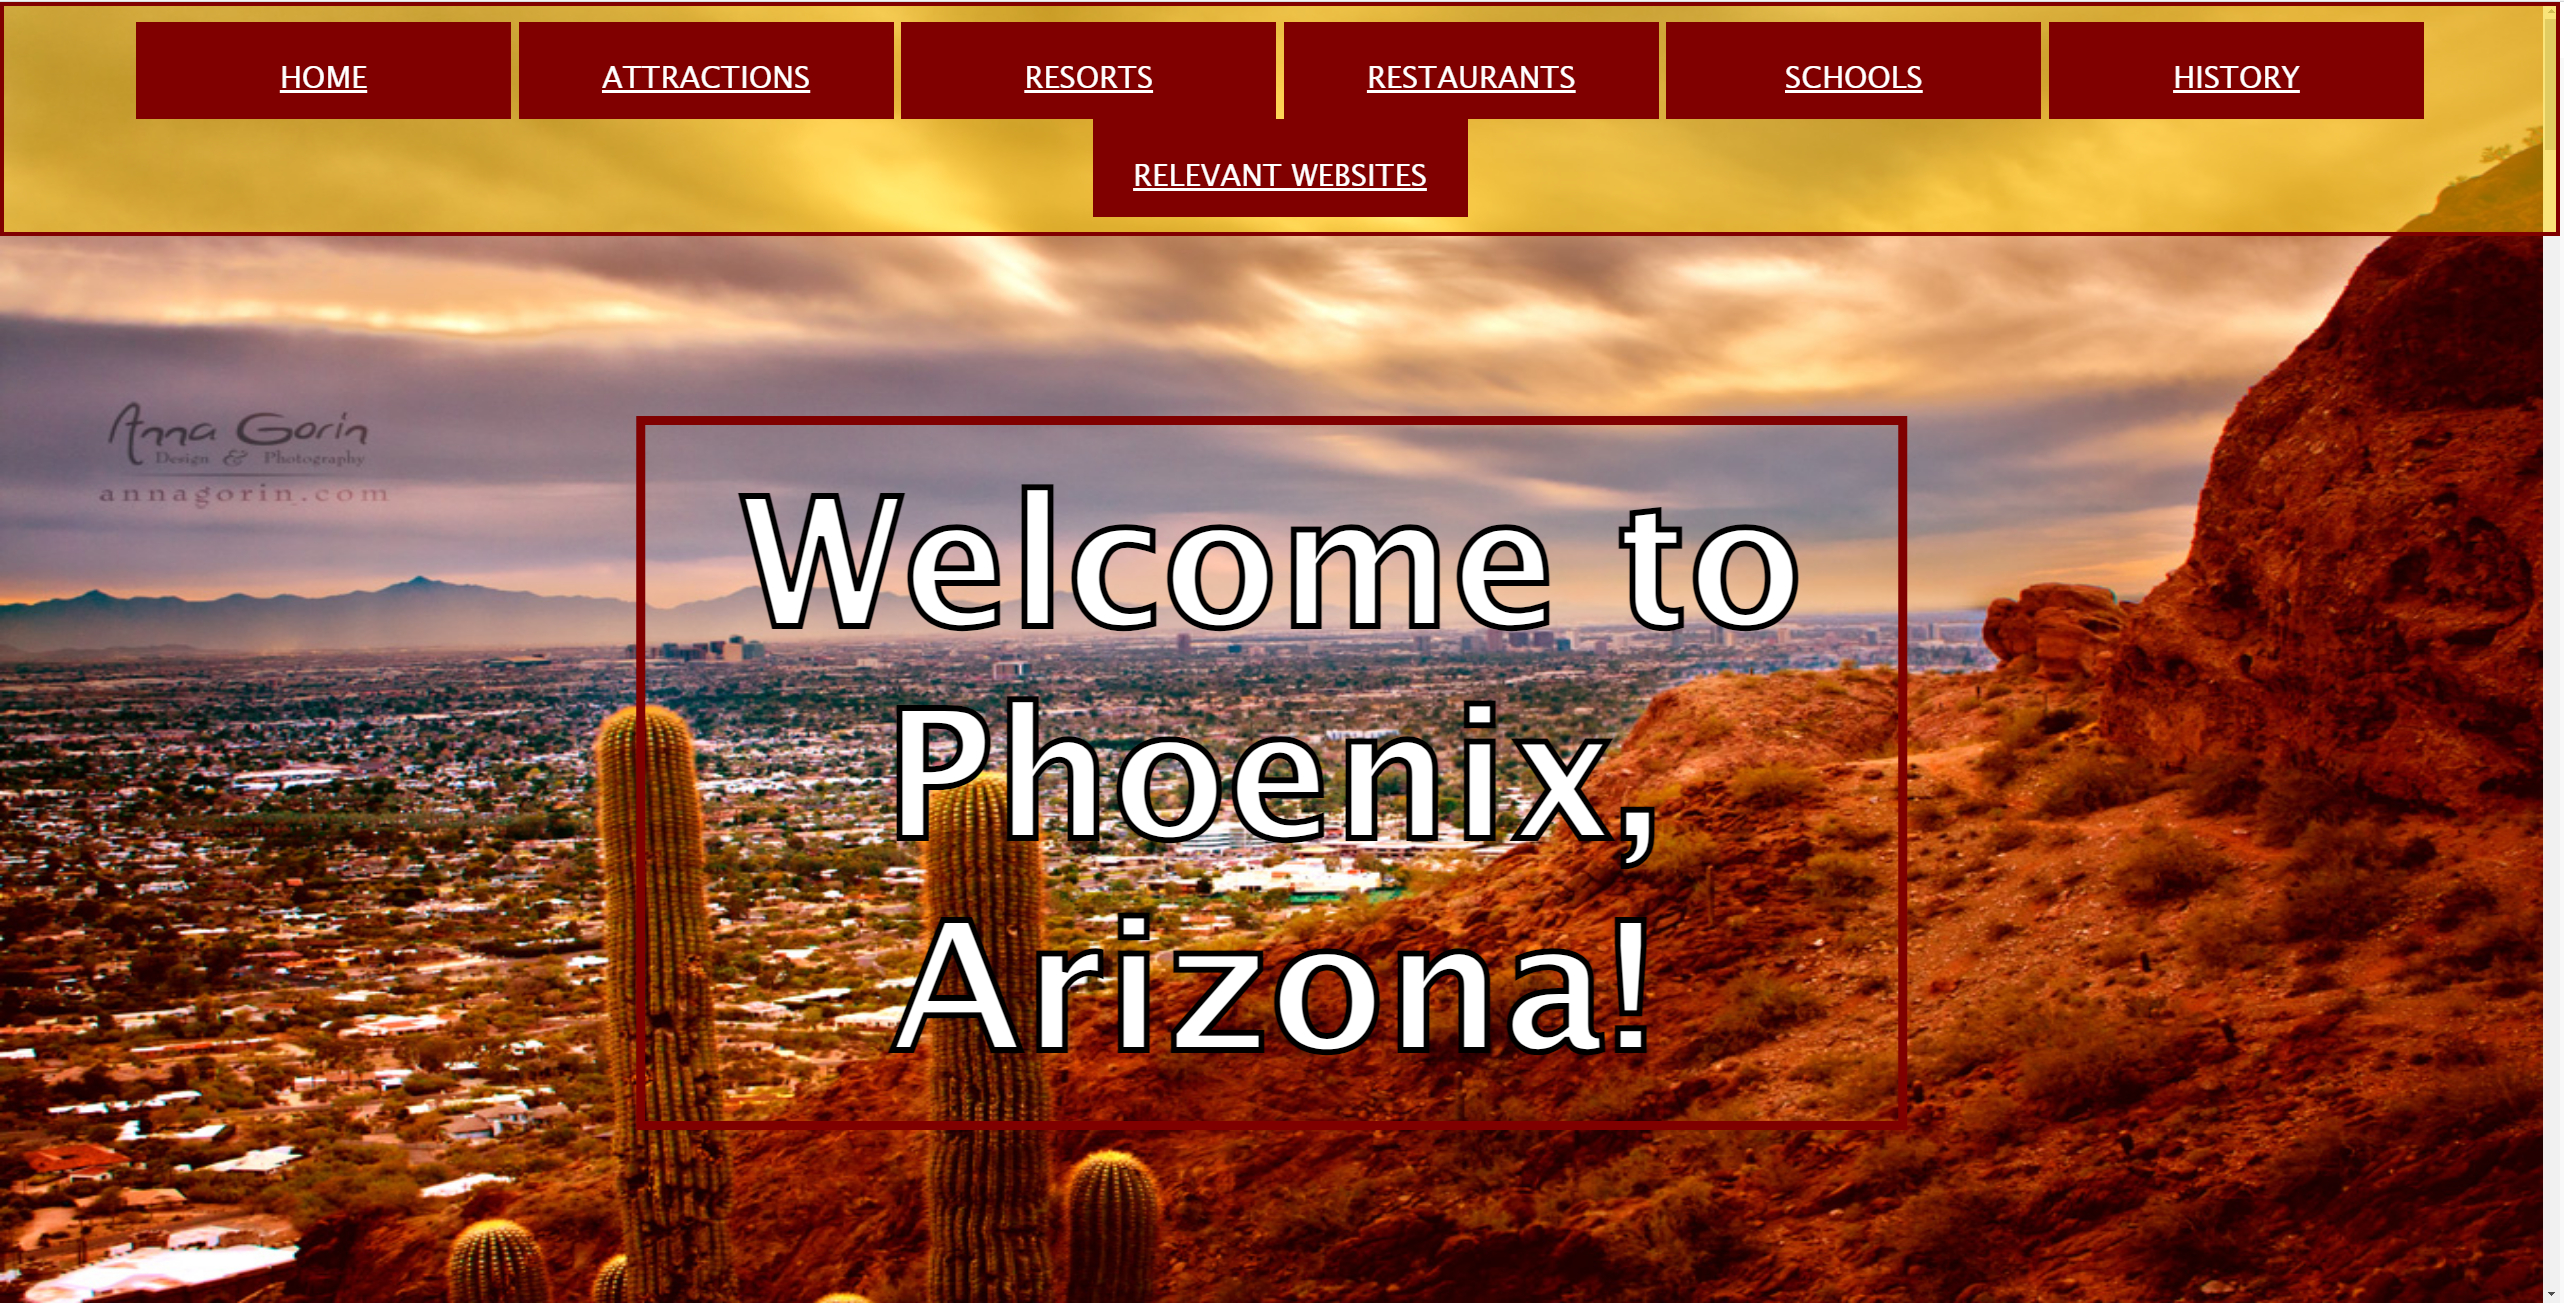 HOME ATTRACTIONS RESORTS RESTAURANTS SCHOOLS HISTORY
RELEVANT WEBSITES
Anna Gorin
Design & Photography
annagorin.com
Welcome to
Phoenix,
Arizona!